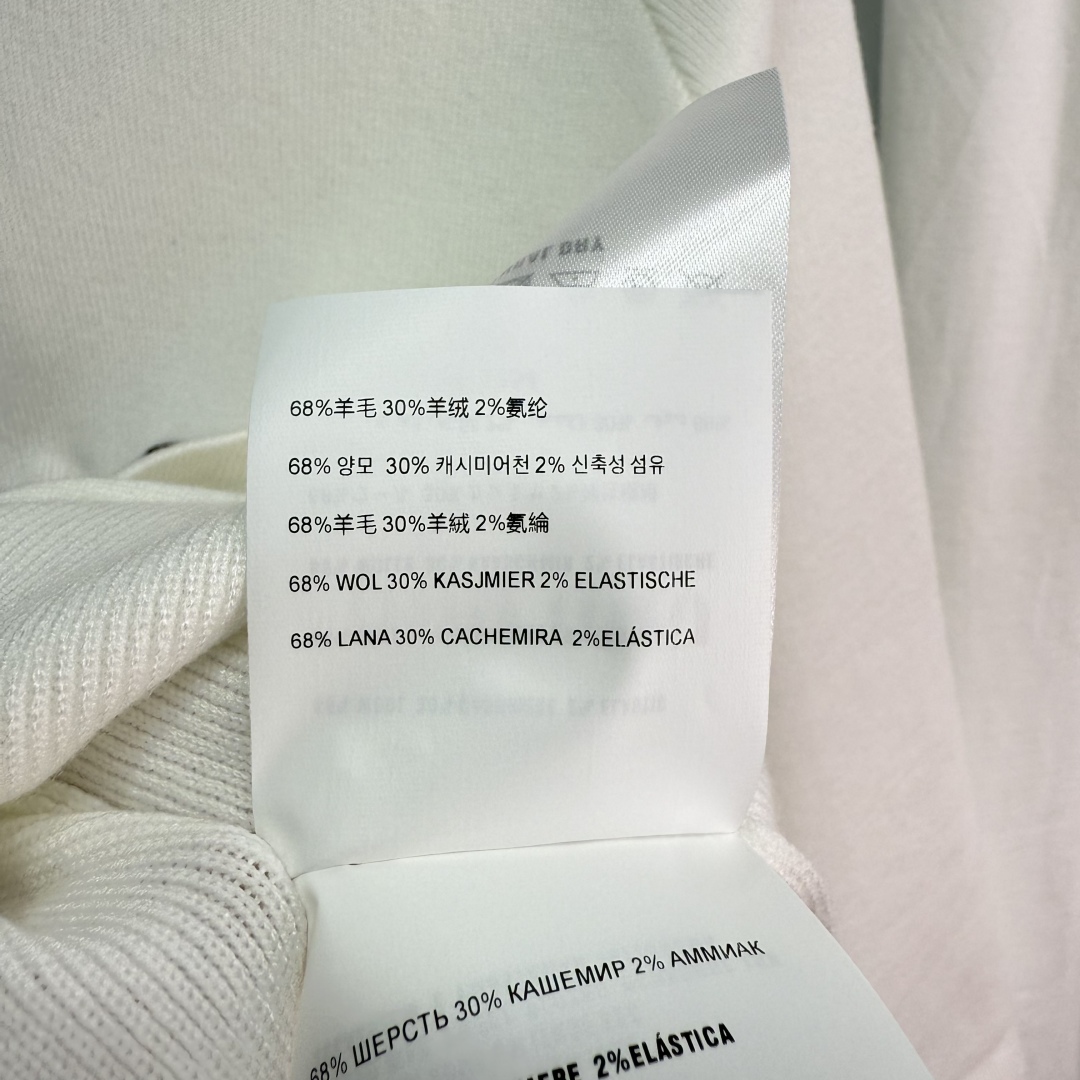 68%羊毛 30%羊绒 2%氨纶
68% 양모 30% 캐시미어천 2% 신축성 섬유
68%羊毛 30%羊絨 2%氨綸
68% WOL 30% KASJMIER 2% ELASTISCHE
68% LANA 30% CACHEMIRA 2%ELÁSTICA
68% ШЕРСТЬ 30% КАШЕМИР 2% АММИАК
2%ELÁSTICA